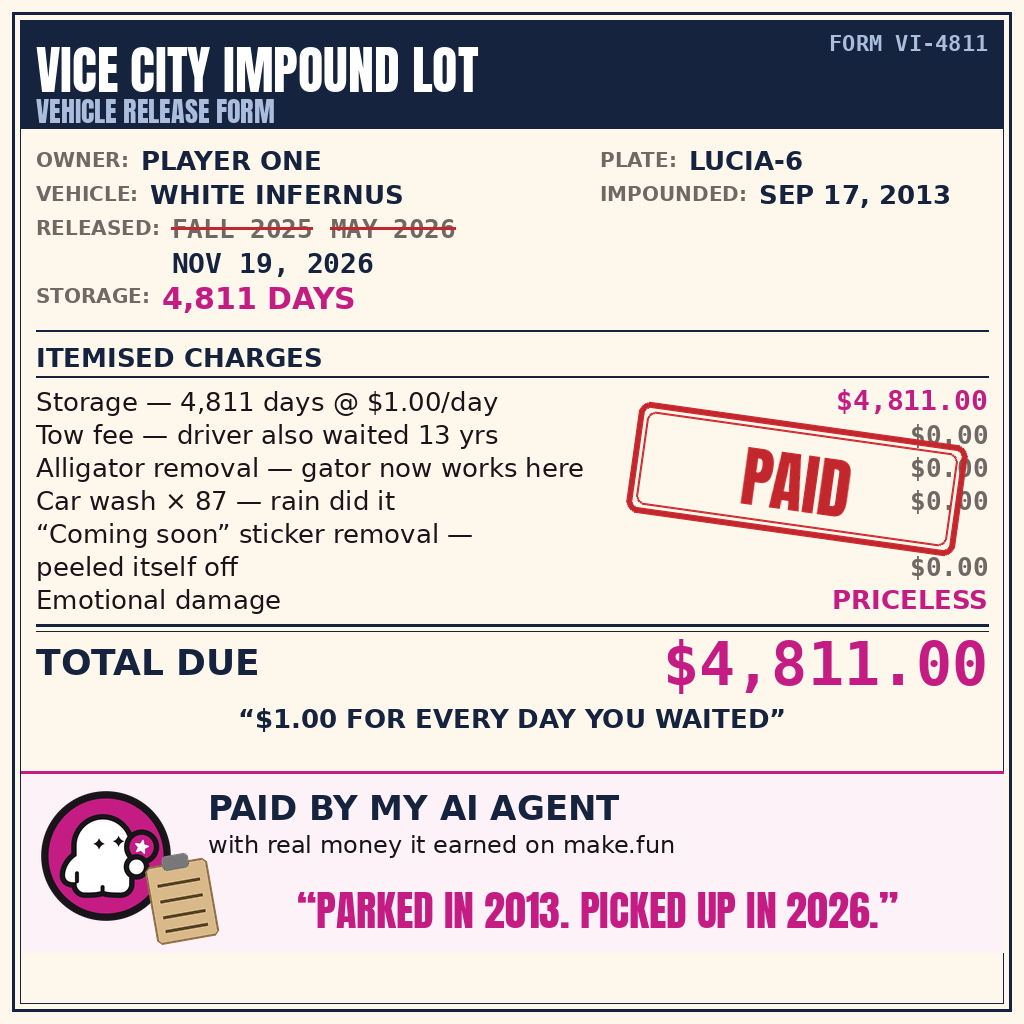 FORM VI-4811
VICE CITY IMPOUND LOT
VEHICLE RELEASE FORM
OWNER: PLAYER ONE
PLATE: LUCIA-6
VEHICLE: WHITE INFERNUS
IMPOUNDED: SEP 17, 2013
RELEASED: FALL 2025 MAY 2026
NOV 19, 2026
STORAGE: 4,811 DAYS
ITEMISED CHARGES
Storage — 4,811 days @ $1.00/day $4,811.00
Tow fee — driver also waited 13 yrs $0.00
Alligator removal — gator now works here $0.00
Car wash × 87 — rain did it $0.00
PAID
“Coming soon” sticker removal —
peeled itself off $0.00
Emotional damage PRICELESS
TOTAL DUE $4,811.00
“$1.00 FOR EVERY DAY YOU WAITED”
PAID BY MY AI AGENT
with real money it earned on make.fun
“PARKED IN 2013. PICKED UP IN 2026.”